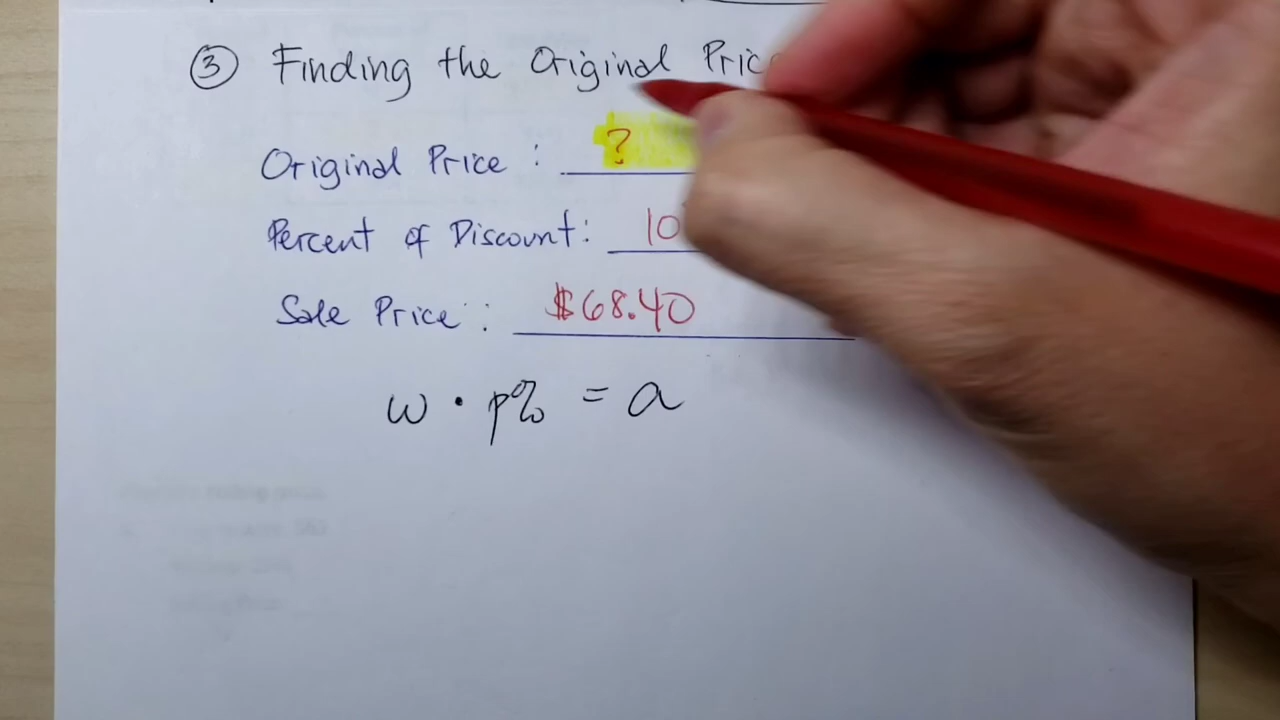 ③ Finding the Original Pric
Original Price : ?
Percent of Discount: 10
Sale Price : $68.40
w · p% = a